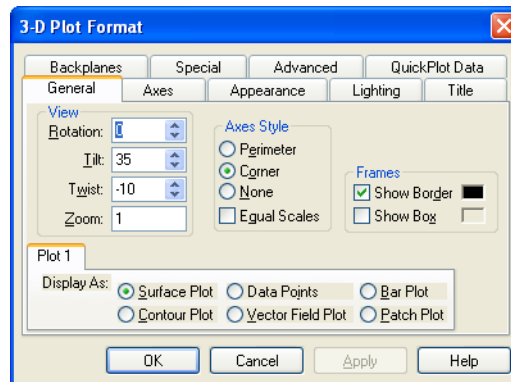 3-D Plot Format
Backplanes Special Advanced QuickPlot Data
General Axes Appearance Lighting Title
View
Rotation: 0
Tilt: 35
Twist: -10
Zoom: 1
Axes Style
Perimeter
Corner
None
Equal Scales
Frames
Show Border
Show Box
Plot 1
Display As:
Surface Plot Data Points Bar Plot
Contour Plot Vector Field Plot Patch Plot
OK Cancel Apply Help